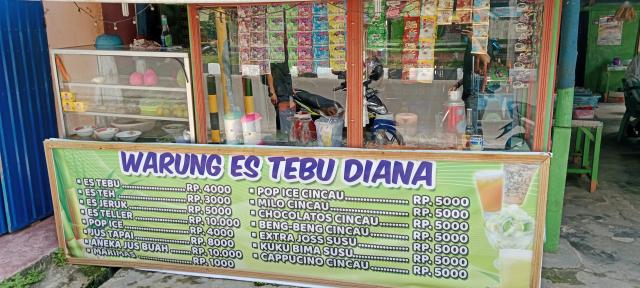 WARUNG ES TEBU DIANA
ES TEBU RP. 4000
ES TEH RP. 3000
ES JERUK RP. 5000
ES TELLER RP. 10.000
POP ICE RP. 4000
JUS TAPAI RP. 8000
ANEKA JUS BUAH RP. 10.000
MARIMAS RP. 1000
POP ICE CINCAU RP. 5000
MILO CINCAU RP. 5000
CHOCOLATOS CINCAU RP. 5000
BENG-BENG CINCAU RP. 5000
EXTRA JOSS SUSU RP. 5000
KUKU BIMA SUSU RP. 5000
CAPPUCINO CINCAU RP. 5000